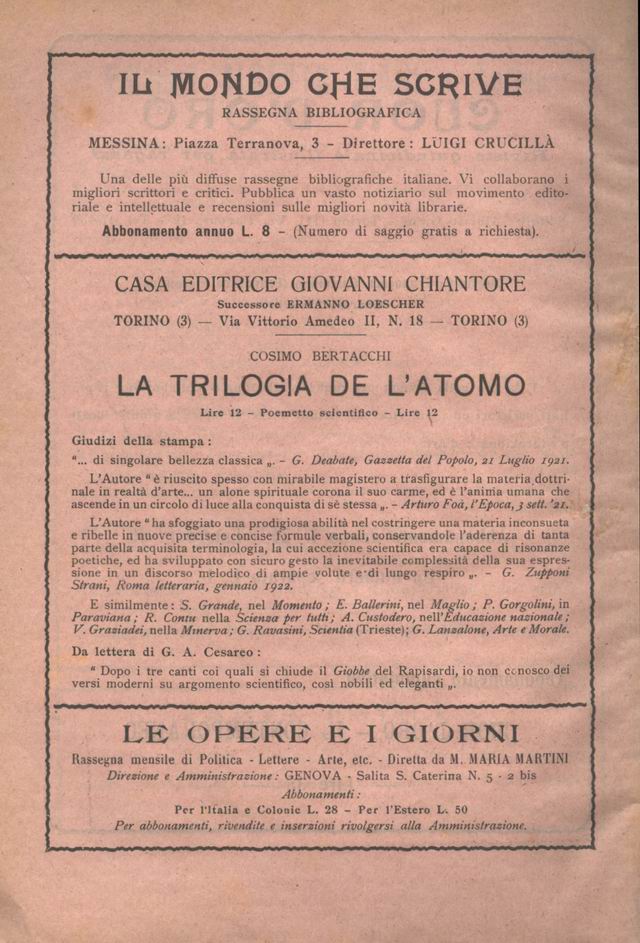 IL MONDO CHE SCRIVE
RASSEGNA BIBLIOGRAFICA
MESSINA: Piazza Terranova, 3 – Direttore: LUIGI CRUCILLÀ
Una delle più diffuse rassegne bibliografiche italiane. Vi collaborano i
migliori scrittori e critici. Pubblica un vasto notiziario sul movimento edito-
riale e intellettuale e recensioni sulle migliori novità librarie.
Abbonamento annuo L. 8 – (Numero di saggio gratis a richiesta).
CASA EDITRICE GIOVANNI CHIANTORE
Successore ERMANNO LOESCHER
TORINO (3) — Via Vittorio Amedeo II, N. 18 — TORINO (3)
COSIMO BERTACCHI
LA TRILOGIA DE L'ATOMO
Lire 12 – Poemetto scientifico – Lire 12
Giudizi della stampa:
“... di singolare bellezza classica „. – G. Deabate, Gazzetta del Popolo, 21 Luglio 1921.
L'Autore “ è riuscito spesso con mirabile magistero a trasfigurare la materia dottri-
nale in realtà d'arte... un alone spirituale corona il suo carme, ed è l'anima umana che
ascende in un circolo di luce alla conquista di sè stessa „. – Arturo Foà, l'Epoca, 3 sett. '21.
L'Autore “ ha sfoggiato una prodigiosa abilità nel costringere una materia inconsueta
e ribelle in nuove precise e concise formule verbali, conservandole l'aderenza di tanta
parte della acquisita terminologia, la cui accezione scientifica era capace di risonanze
poetiche, ed ha sviluppato con sicuro gesto la inevitabile complessità della sua espres-
sione in un discorso melodico di ampie volute e di lungo respiro „. – G. Zupponi
Strani, Roma letteraria, gennaio 1922.
E similmente: S. Grande, nel Momento; E. Ballerini, nel Maglio; P. Gorgolini, in
Paraviana; R. Contu nella Scienza per tutti; A. Custodero, nell'Educazione nazionale;
V. Graziadei, nella Minerva; G. Ravasini, Scientia (Trieste); G. Lanzalone, Arte e Morale.
Da lettera di G. A. Cesareo:
“ Dopo i tre canti coi quali si chiude il Giobbe del Rapisardi, io non conosco dei
versi moderni su argomento scientifico, così nobili ed eleganti „.
LE OPERE E I GIORNI
Rassegna mensile di Politica - Lettere - Arte, etc. - Diretta da M. MARIA MARTINI
Direzione e Amministrazione: GENOVA - Salita S. Caterina N. 5 - 2 bis
Abbonamenti:
Per l'Italia e Colonie L. 28 – Per l'Estero L. 50
Per abbonamenti, rivendite e inserzioni rivolgersi alla Amministrazione.